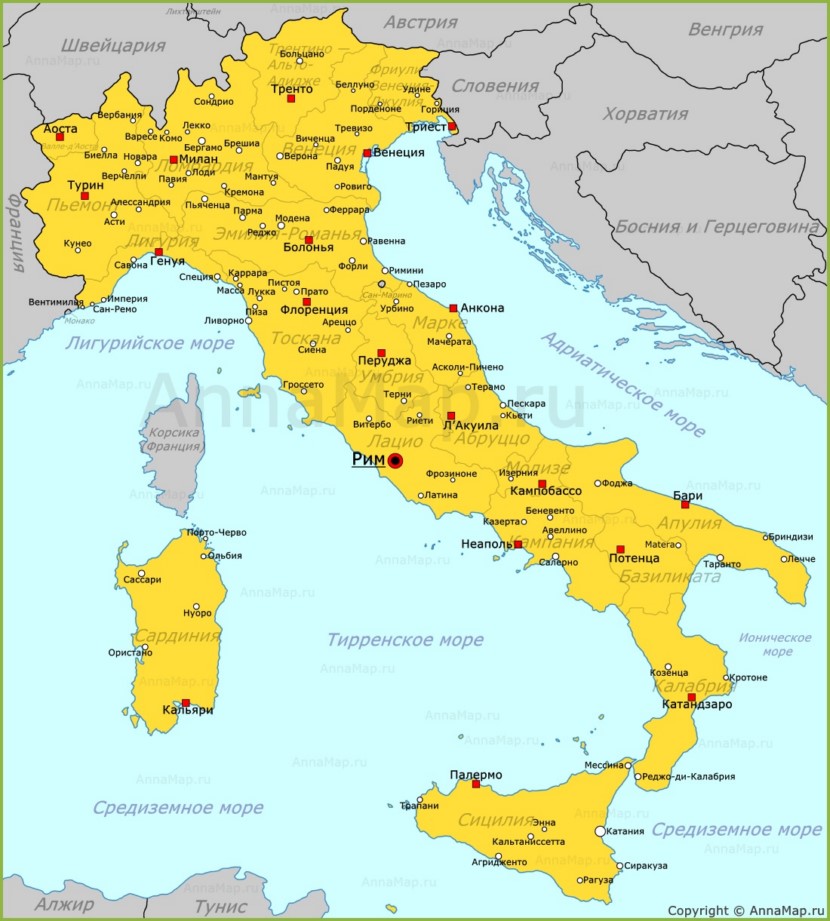 Лихтенштейн
Австрия
Швейцария
Венгрия
AnnaMap.ru
Больцано
Трентино —
Альто-
Адидже
Фриули-
Венеция-
Джулия
Словения
Тренто
Беллуно
Удине
Сондрио
Порденоне
Гориция
Хорватия
Вербания
Аоста
Валле-д'Аоста
Лекко
Варесе
Комо
Тревизо
Триест
Бергамо
Виченца
Брешиа
Венеция
Биелла
Новара
Милан
Верона
Венеция
Ломбардия
Падуя
Верчелли
Лоди
Павия
Мантуя
Турин
Кремона
Ровиго
Пьемонт
Алессандрия
Пьяченца
Феррара
Асти
Парма
Модена
Франция
Босния и Герцеговина
Реджо
Эмилия-Романья
Кунео
Лигурия
Болонья
Равенна
Генуя
Савона
Форли
Римини
Специя
Каррара
Масса
Лукка
Пистоя
Прато
Пезаро
Сан-Марино
Вентимилья
Империя
Сан-Ремо
Монако
Пиза
Флоренция
Урбино
Анкона
Ливорно
Ареццо
Марке
Лигурийское море
Тоскана
Сиена
Мачерата
Перуджа
Адриатическое море
Умбрия
Асколи-Пичено
Гроссето
Терни
Терамо
AnnaMap.ru
Пескара
Кьети
Витербо
Риети
Л'Акуила
Корсика
(Франция)
Лацио
Абруццо
Рим
Фрозиноне
Изерния
Молизе
Кампобассо
Фоджа
Латина
Бари
Беневенто
Казерта
Апулия
Порто-Черво
Авеллино
Неаполь
Кампания
Матera
Бриндизи
Ольбия
Салерно
Потенца
Таранто
Лечче
Сассари
Базиликата
Нуоро
Сардиния
Тирренское море
Ионическое
море
Ористано
Козенца
Кротоне
Калабрия
Кальяри
Катандзаро
Мессина
Палермо
Реджо-ди-Калабрия
Средиземное море
Трапани
Сицилия
Энна
Катания
Средиземное море
Кальтаниссетта
Агридженто
Сиракуза
Рагуза
Алжир
Тунис
Copyright © AnnaMap.ru